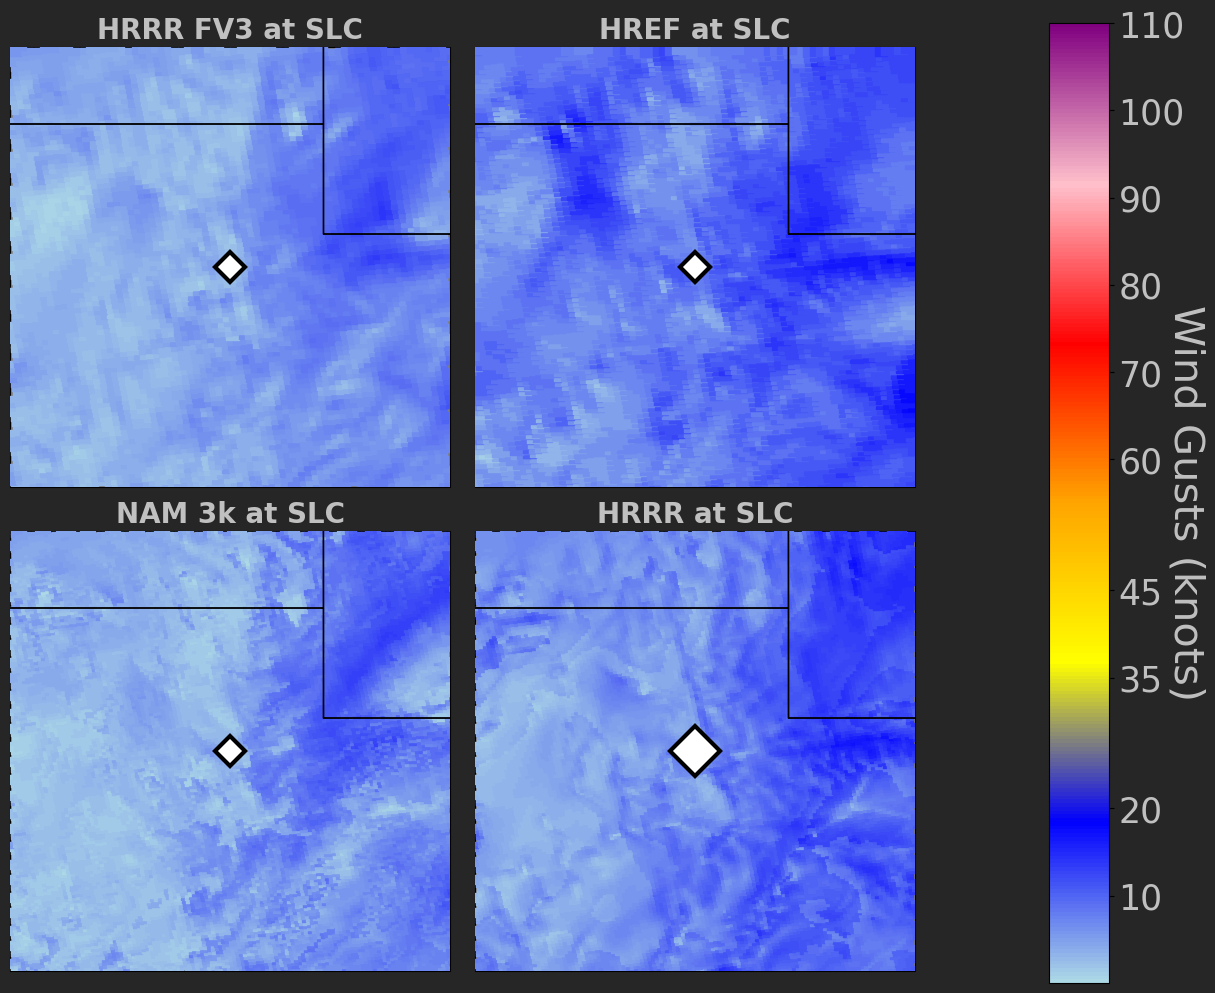 HRRR FV3 at SLC
HREF at SLC
NAM 3k at SLC
HRRR at SLC
110
100
90
80
70
60
45
35
20
10
Wind Gusts (knots)